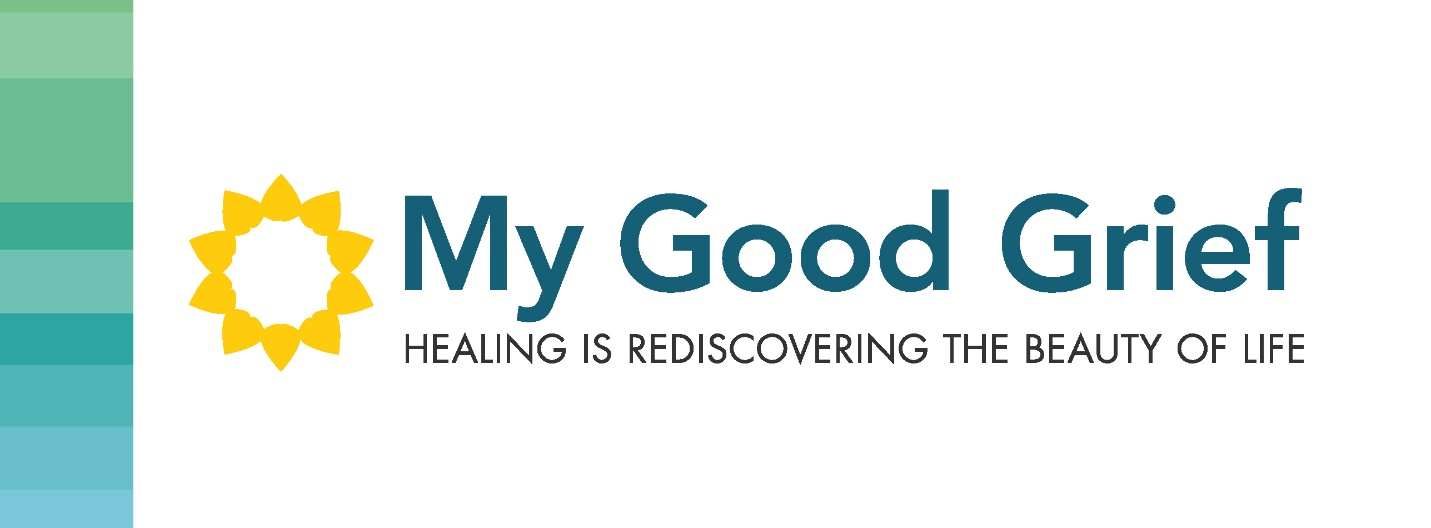 My Good Grief
HEALING IS REDISCOVERING THE BEAUTY OF LIFE